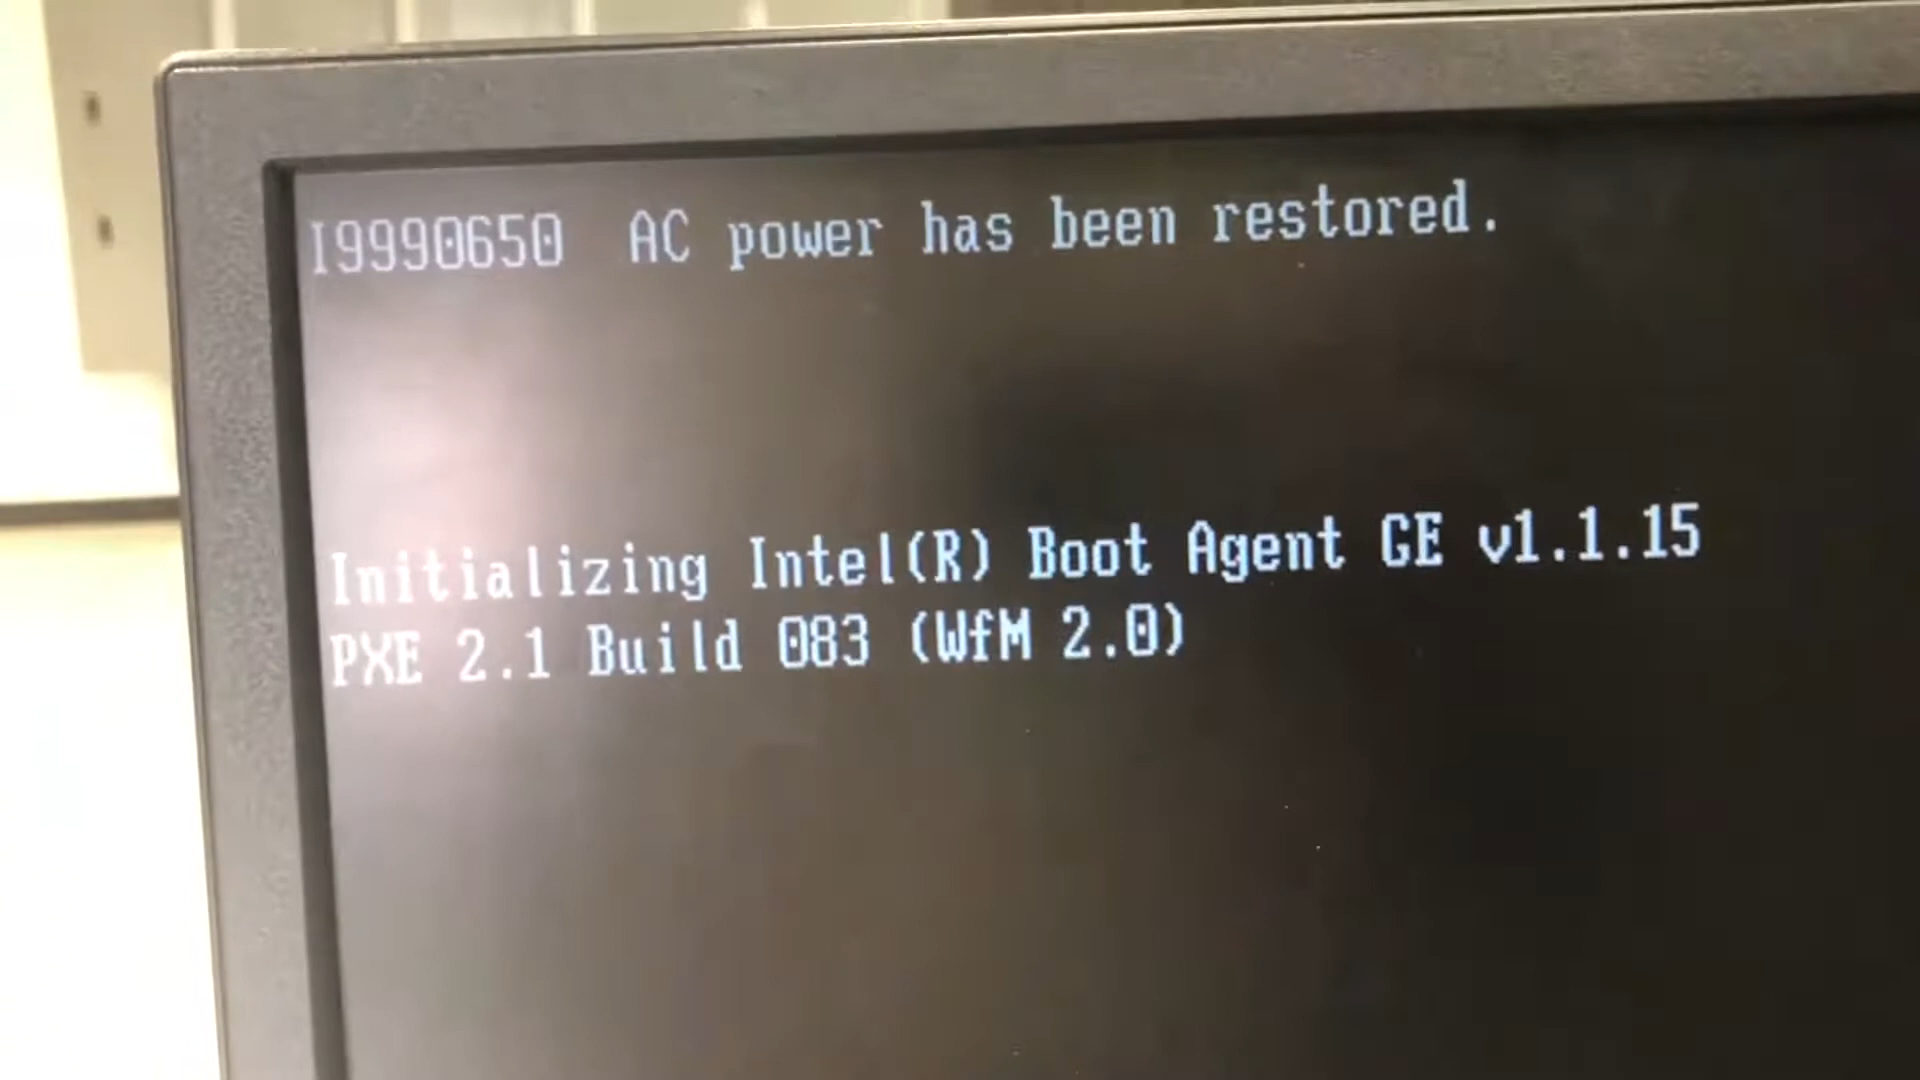 I9990650 AC power has been restored.
Initializing Intel(R) Boot Agent GE v1.1.15
PXE 2.1 Build 083 (WfM 2.0)